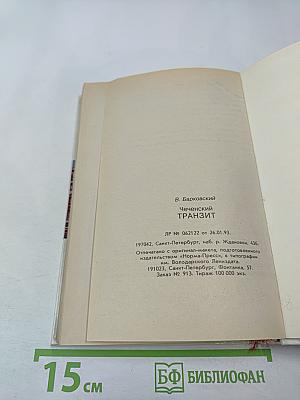 В. Барковский
Чеченский
ТРАНЗИТ
ЛР № 062122 от 26.01.93.
197042, Санкт-Петербург, наб. р. Ждановки, 43б.
Отпечатано с оригинал-макета, подготовленного
издательством «Норма-Пресс», в типографии
им. Володарского Лениздата.
191023, Санкт-Петербург, Фонтанка, 57.
Заказ № 913. Тираж 100 000 экз.
15 см
БФ БИБЛИОФАН